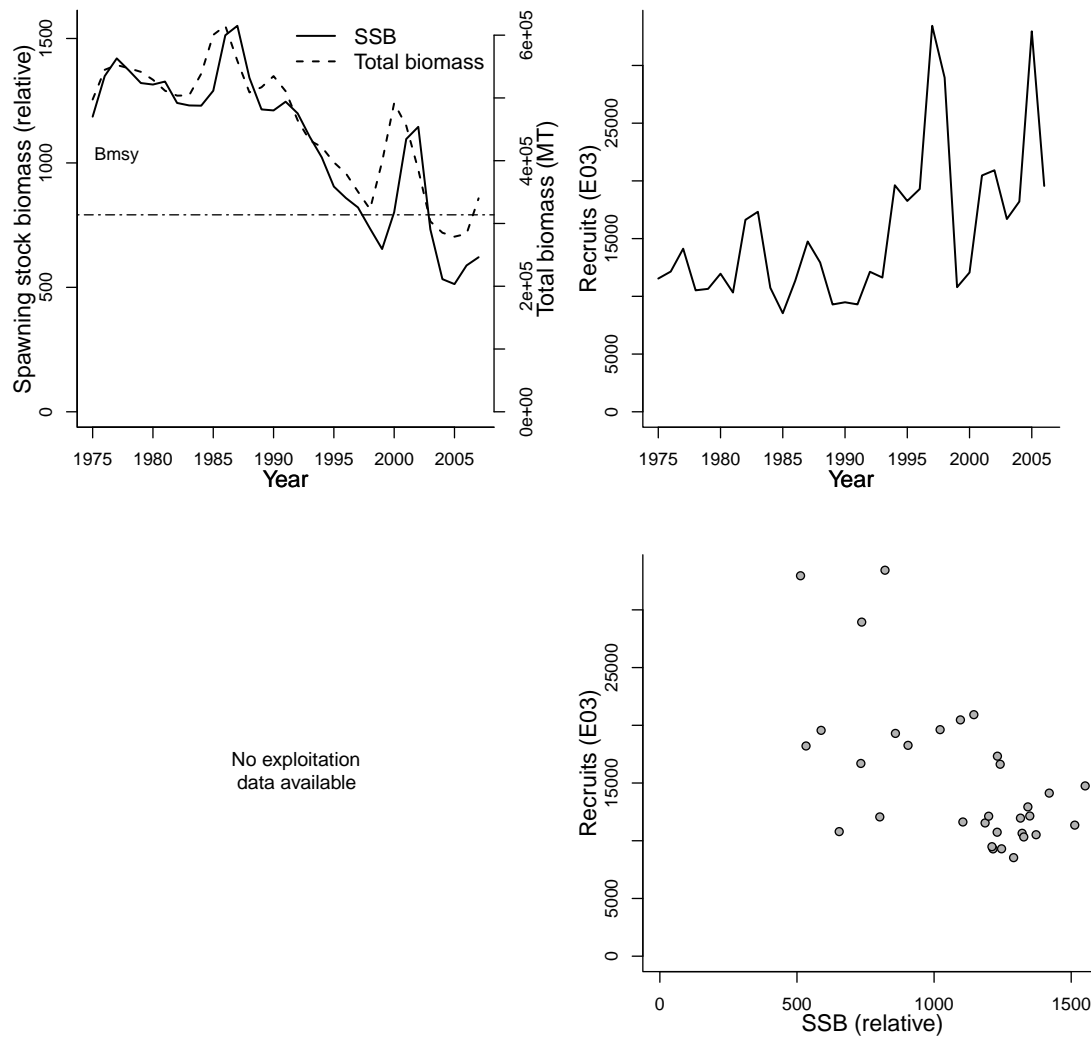 Spawning stock biomass (relative)
0
500
1000
1500
SSB
Total biomass
Bmsy
0e+00
2e+05
4e+05
6e+05
Total biomass (MT)
1975 1980 1985 1990 1995 2000 2005
Year
Recruits (E03)
0
5000
15000
25000
1975 1980 1985 1990 1995 2000 2005
Year
No exploitation
data available
Recruits (E03)
0
5000
15000
25000
0 500 1000 1500
SSB (relative)